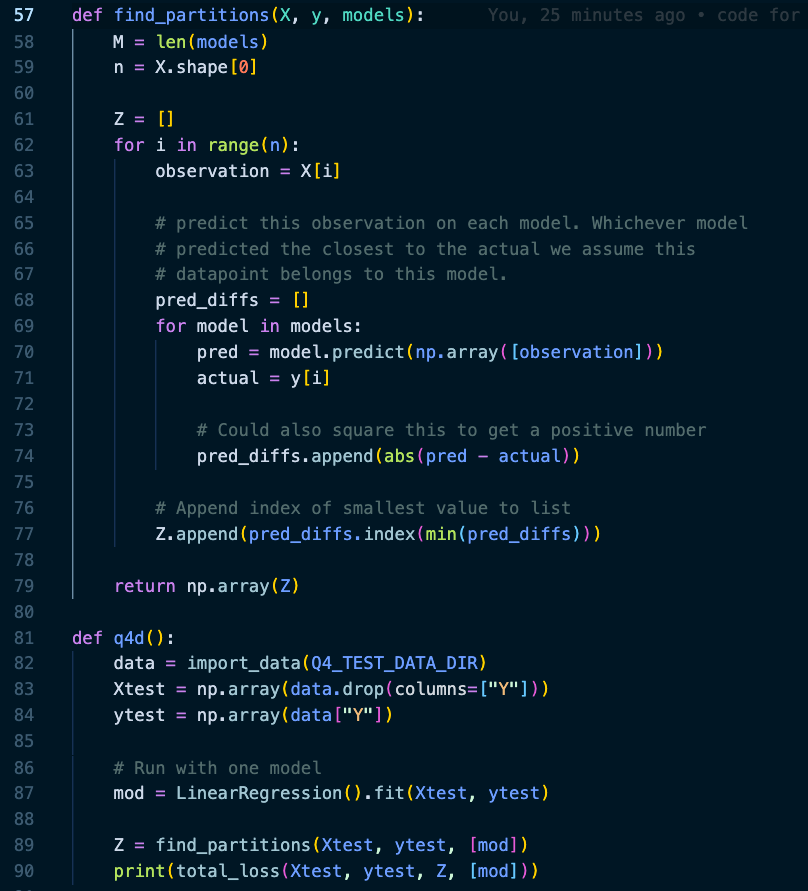 57 def find_partitions(X, y, models): You, 25 minutes ago • code for
58     M = len(models)
59     n = X.shape[0]
60
61     Z = []
62     for i in range(n):
63         observation = X[i]
64
65         # predict this observation on each model. Whichever model
66         # predicted the closest to the actual we assume this
67         # datapoint belongs to this model.
68         pred_diffs = []
69         for model in models:
70             pred = model.predict(np.array([observation]))
71             actual = y[i]
72
73             # Could also square this to get a positive number
74             pred_diffs.append(abs(pred - actual))
75
76         # Append index of smallest value to list
77         Z.append(pred_diffs.index(min(pred_diffs)))
78
79     return np.array(Z)
80
81 def q4d():
82     data = import_data(Q4_TEST_DATA_DIR)
83     Xtest = np.array(data.drop(columns=["Y"]))
84     ytest = np.array(data["Y"])
85
86     # Run with one model
87     mod = LinearRegression().fit(Xtest, ytest)
88
89     Z = find_partitions(Xtest, ytest, [mod])
90     print(total_loss(Xtest, ytest, Z, [mod]))